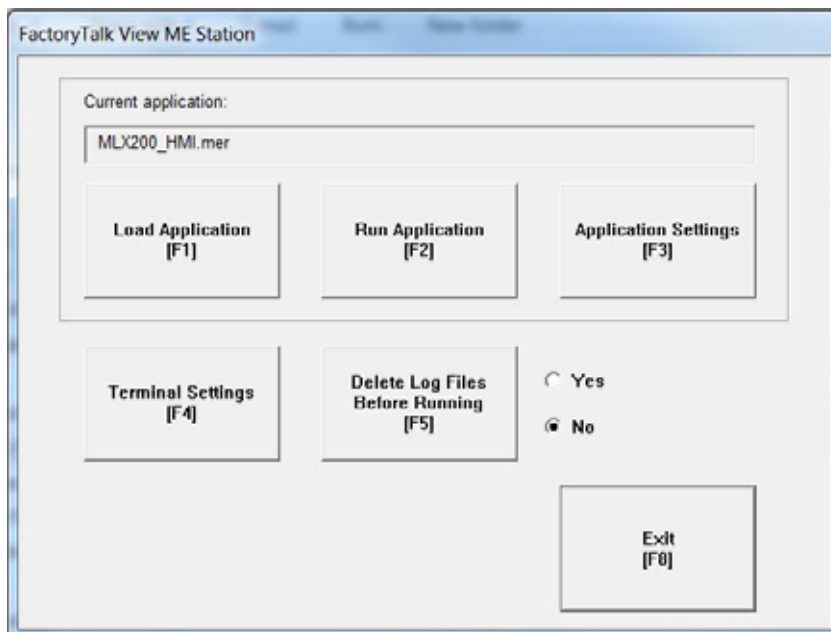 FactoryTalk View ME Station
Current application:
MLX200_HMI.mer
Load Application
[F1]
Run Application
[F2]
Application Settings
[F3]
Terminal Settings
[F4]
Delete Log Files
Before Running
[F5]
Yes
No
Exit
[F8]